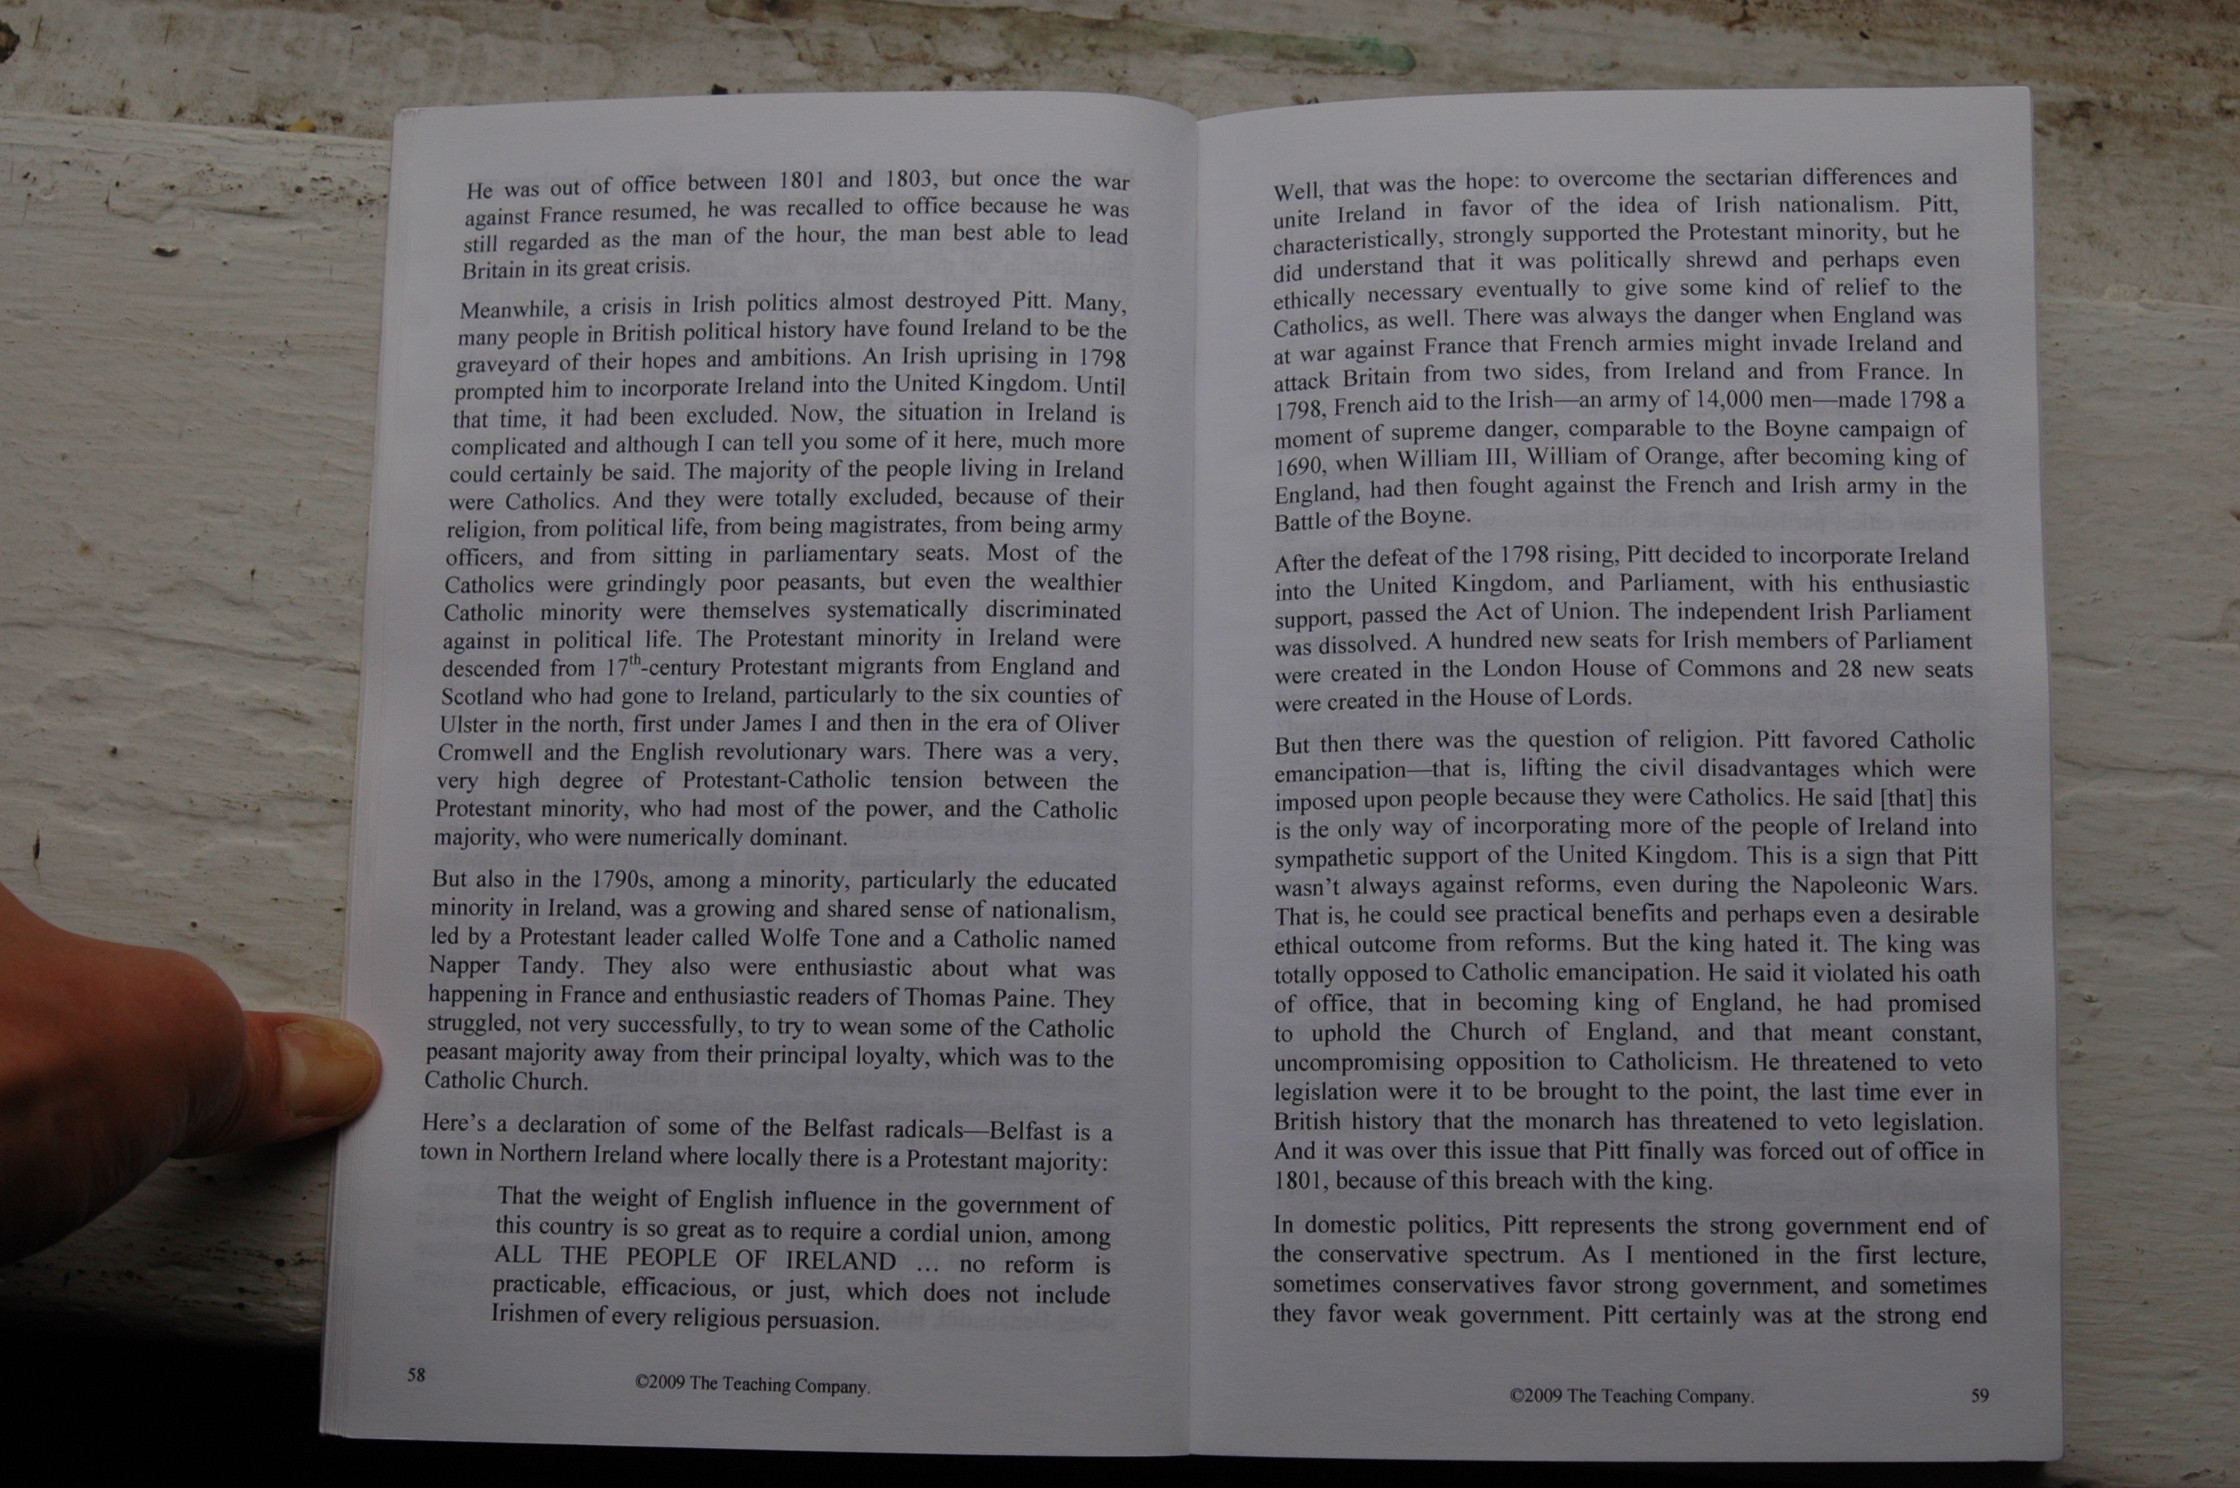 He was out of office between 1801 and 1803, but once the war
against France resumed, he was recalled to office because he was
still regarded as the man of the hour, the man best able to lead
Britain in its great crisis.
Meanwhile, a crisis in Irish politics almost destroyed Pitt. Many,
many people in British political history have found Ireland to be the
graveyard of their hopes and ambitions. An Irish uprising in 1798
prompted him to incorporate Ireland into the United Kingdom. Until
that time, it had been excluded. Now, the situation in Ireland is
complicated and although I can tell you some of it here, much more
could certainly be said. The majority of the people living in Ireland
were Catholics. And they were totally excluded, because of their
religion, from political life, from being magistrates, from being army
officers, and from sitting in parliamentary seats. Most of the
Catholics were grindingly poor peasants, but even the wealthier
Catholic minority were themselves systematically discriminated
against in political life. The Protestant minority in Ireland were
descended from 17th-century Protestant migrants from England and
Scotland who had gone to Ireland, particularly to the six counties of
Ulster in the north, first under James I and then in the era of Oliver
Cromwell and the English revolutionary wars. There was a very,
very high degree of Protestant-Catholic tension between the
Protestant minority, who had most of the power, and the Catholic
majority, who were numerically dominant.
But also in the 1790s, among a minority, particularly the educated
minority in Ireland, was a growing and shared sense of nationalism,
led by a Protestant leader called Wolfe Tone and a Catholic named
Napper Tandy. They also were enthusiastic about what was
happening in France and enthusiastic readers of Thomas Paine. They
struggled, not very successfully, to try to wean some of the Catholic
peasant majority away from their principal loyalty, which was to the
Catholic Church.
Here's a declaration of some of the Belfast radicals—Belfast is a
town in Northern Ireland where locally there is a Protestant majority:
That the weight of English influence in the government of
this country is so great as to require a cordial union, among
ALL THE PEOPLE OF IRELAND ... no reform is
practicable, efficacious, or just, which does not include
Irishmen of every religious persuasion.
58
©2009 The Teaching Company.
Well, that was the hope: to overcome the sectarian differences and
unite Ireland in favor of the idea of Irish nationalism. Pitt,
characteristically, strongly supported the Protestant minority, but he
did understand that it was politically shrewd and perhaps even
ethically necessary eventually to give some kind of relief to the
Catholics, as well. There was always the danger when England was
at war against France that French armies might invade Ireland and
attack Britain from two sides, from Ireland and from France. In
1798, French aid to the Irish—an army of 14,000 men—made 1798 a
moment of supreme danger, comparable to the Boyne campaign of
1690, when William III, William of Orange, after becoming king of
England, had then fought against the French and Irish army in the
Battle of the Boyne.
After the defeat of the 1798 rising, Pitt decided to incorporate Ireland
into the United Kingdom, and Parliament, with his enthusiastic
support, passed the Act of Union. The independent Irish Parliament
was dissolved. A hundred new seats for Irish members of Parliament
were created in the London House of Commons and 28 new seats
were created in the House of Lords.
But then there was the question of religion. Pitt favored Catholic
emancipation—that is, lifting the civil disadvantages which were
imposed upon people because they were Catholics. He said [that] this
is the only way of incorporating more of the people of Ireland into
sympathetic support of the United Kingdom. This is a sign that Pitt
wasn't always against reforms, even during the Napoleonic Wars.
That is, he could see practical benefits and perhaps even a desirable
ethical outcome from reforms. But the king hated it. The king was
totally opposed to Catholic emancipation. He said it violated his oath
of office, that in becoming king of England, he had promised
to uphold the Church of England, and that meant constant,
uncompromising opposition to Catholicism. He threatened to veto
legislation were it to be brought to the point, the last time ever in
British history that the monarch has threatened to veto legislation.
And it was over this issue that Pitt finally was forced out of office in
1801, because of this breach with the king.
In domestic politics, Pitt represents the strong government end of
the conservative spectrum. As I mentioned in the first lecture,
sometimes conservatives favor strong government, and sometimes
they favor weak government. Pitt certainly was at the strong end
©2009 The Teaching Company.
59